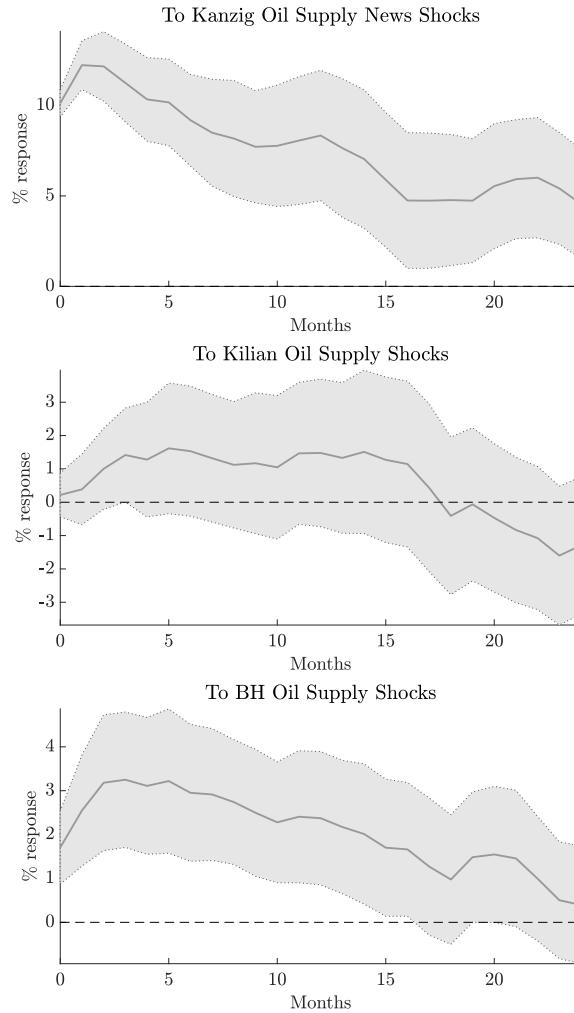 To Kanzig Oil Supply News Shocks
10
5
0
% response
0 5 10 15 20
Months
To Kilian Oil Supply Shocks
3
2
1
0
-1
-2
-3
% response
0 5 10 15 20
Months
To BH Oil Supply Shocks
4
3
2
1
0
% response
0 5 10 15 20
Months